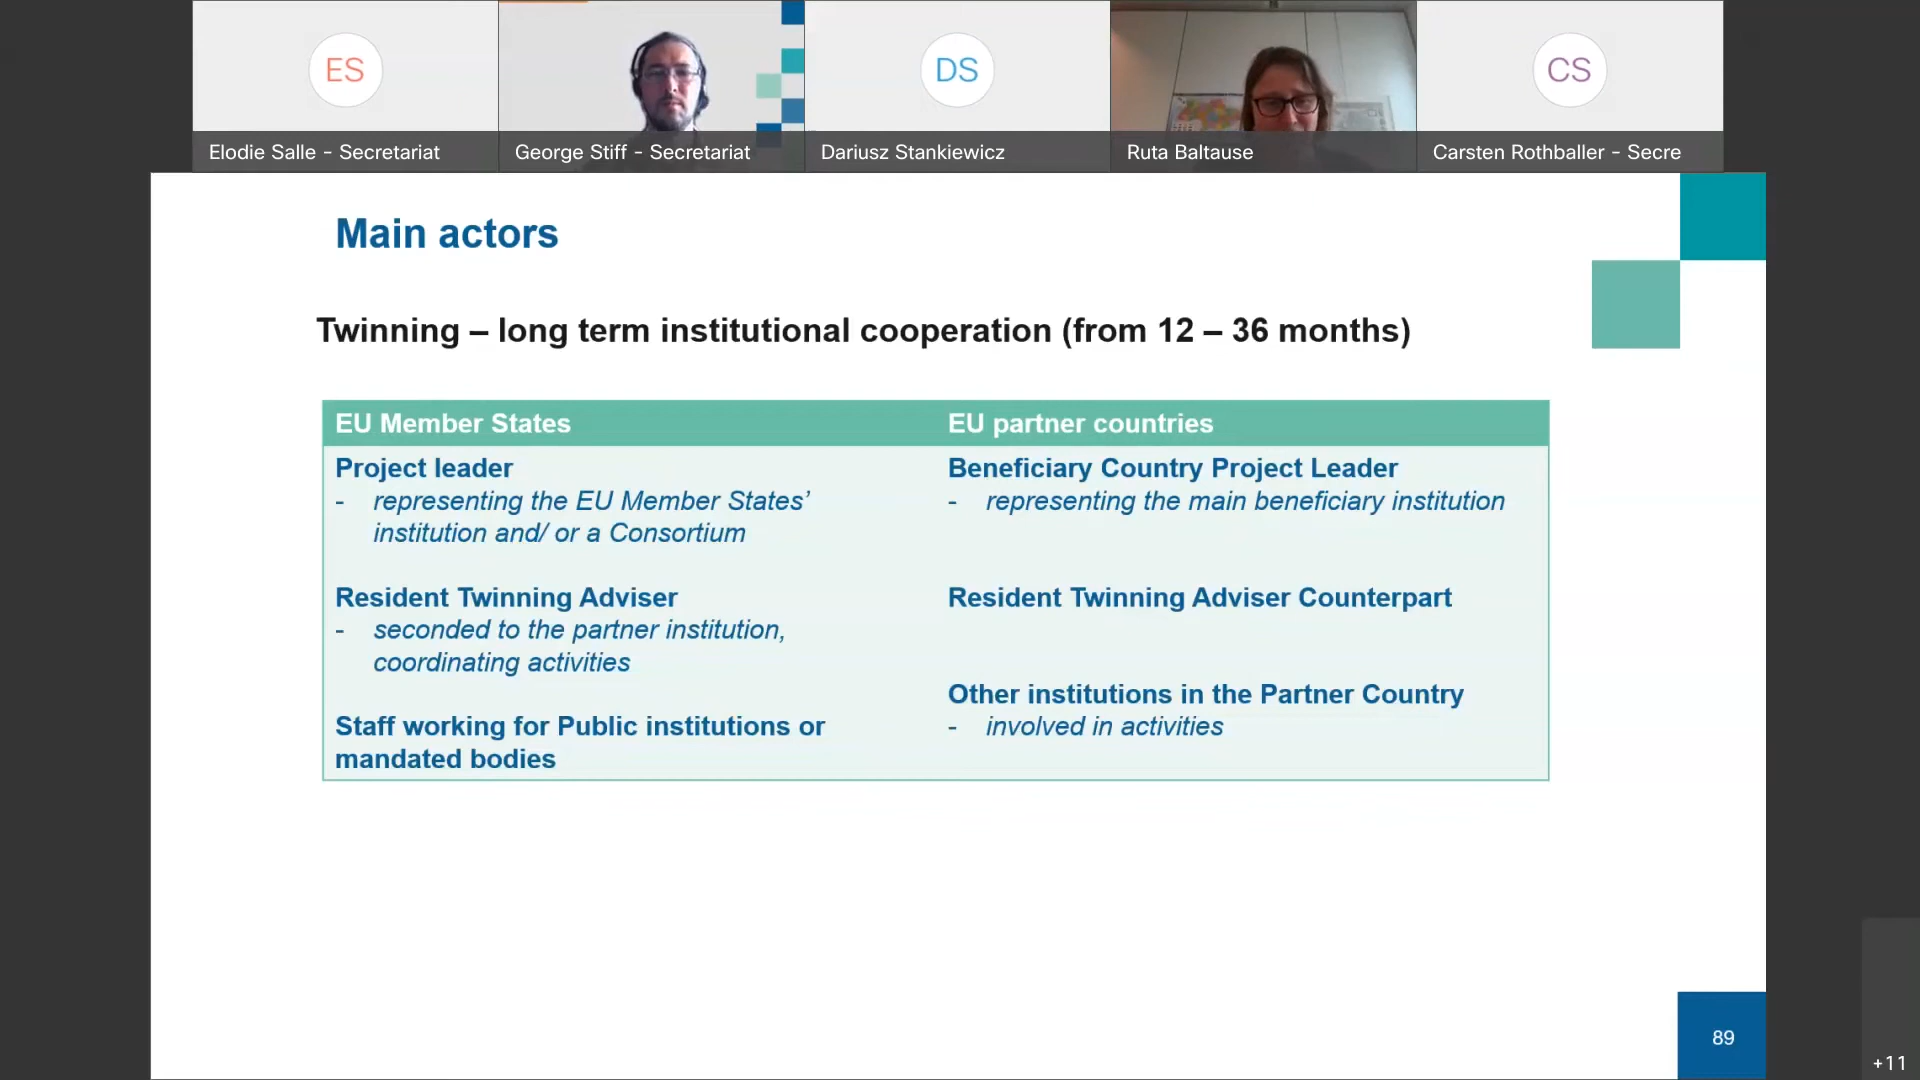 ES
DS
CS
Elodie Salle - Secretariat
George Stiff - Secretariat
Dariusz Stankiewicz
Ruta Baltause
Carsten Rothballer - Secre
Main actors
Twinning – long term institutional cooperation (from 12 – 36 months)
EU Member States
Project leader
- representing the EU Member States’
institution and/ or a Consortium
Resident Twinning Adviser
- seconded to the partner institution,
coordinating activities
Staff working for Public institutions or
mandated bodies
EU partner countries
Beneficiary Country Project Leader
- representing the main beneficiary institution
Resident Twinning Adviser Counterpart
Other institutions in the Partner Country
- involved in activities
89
+11